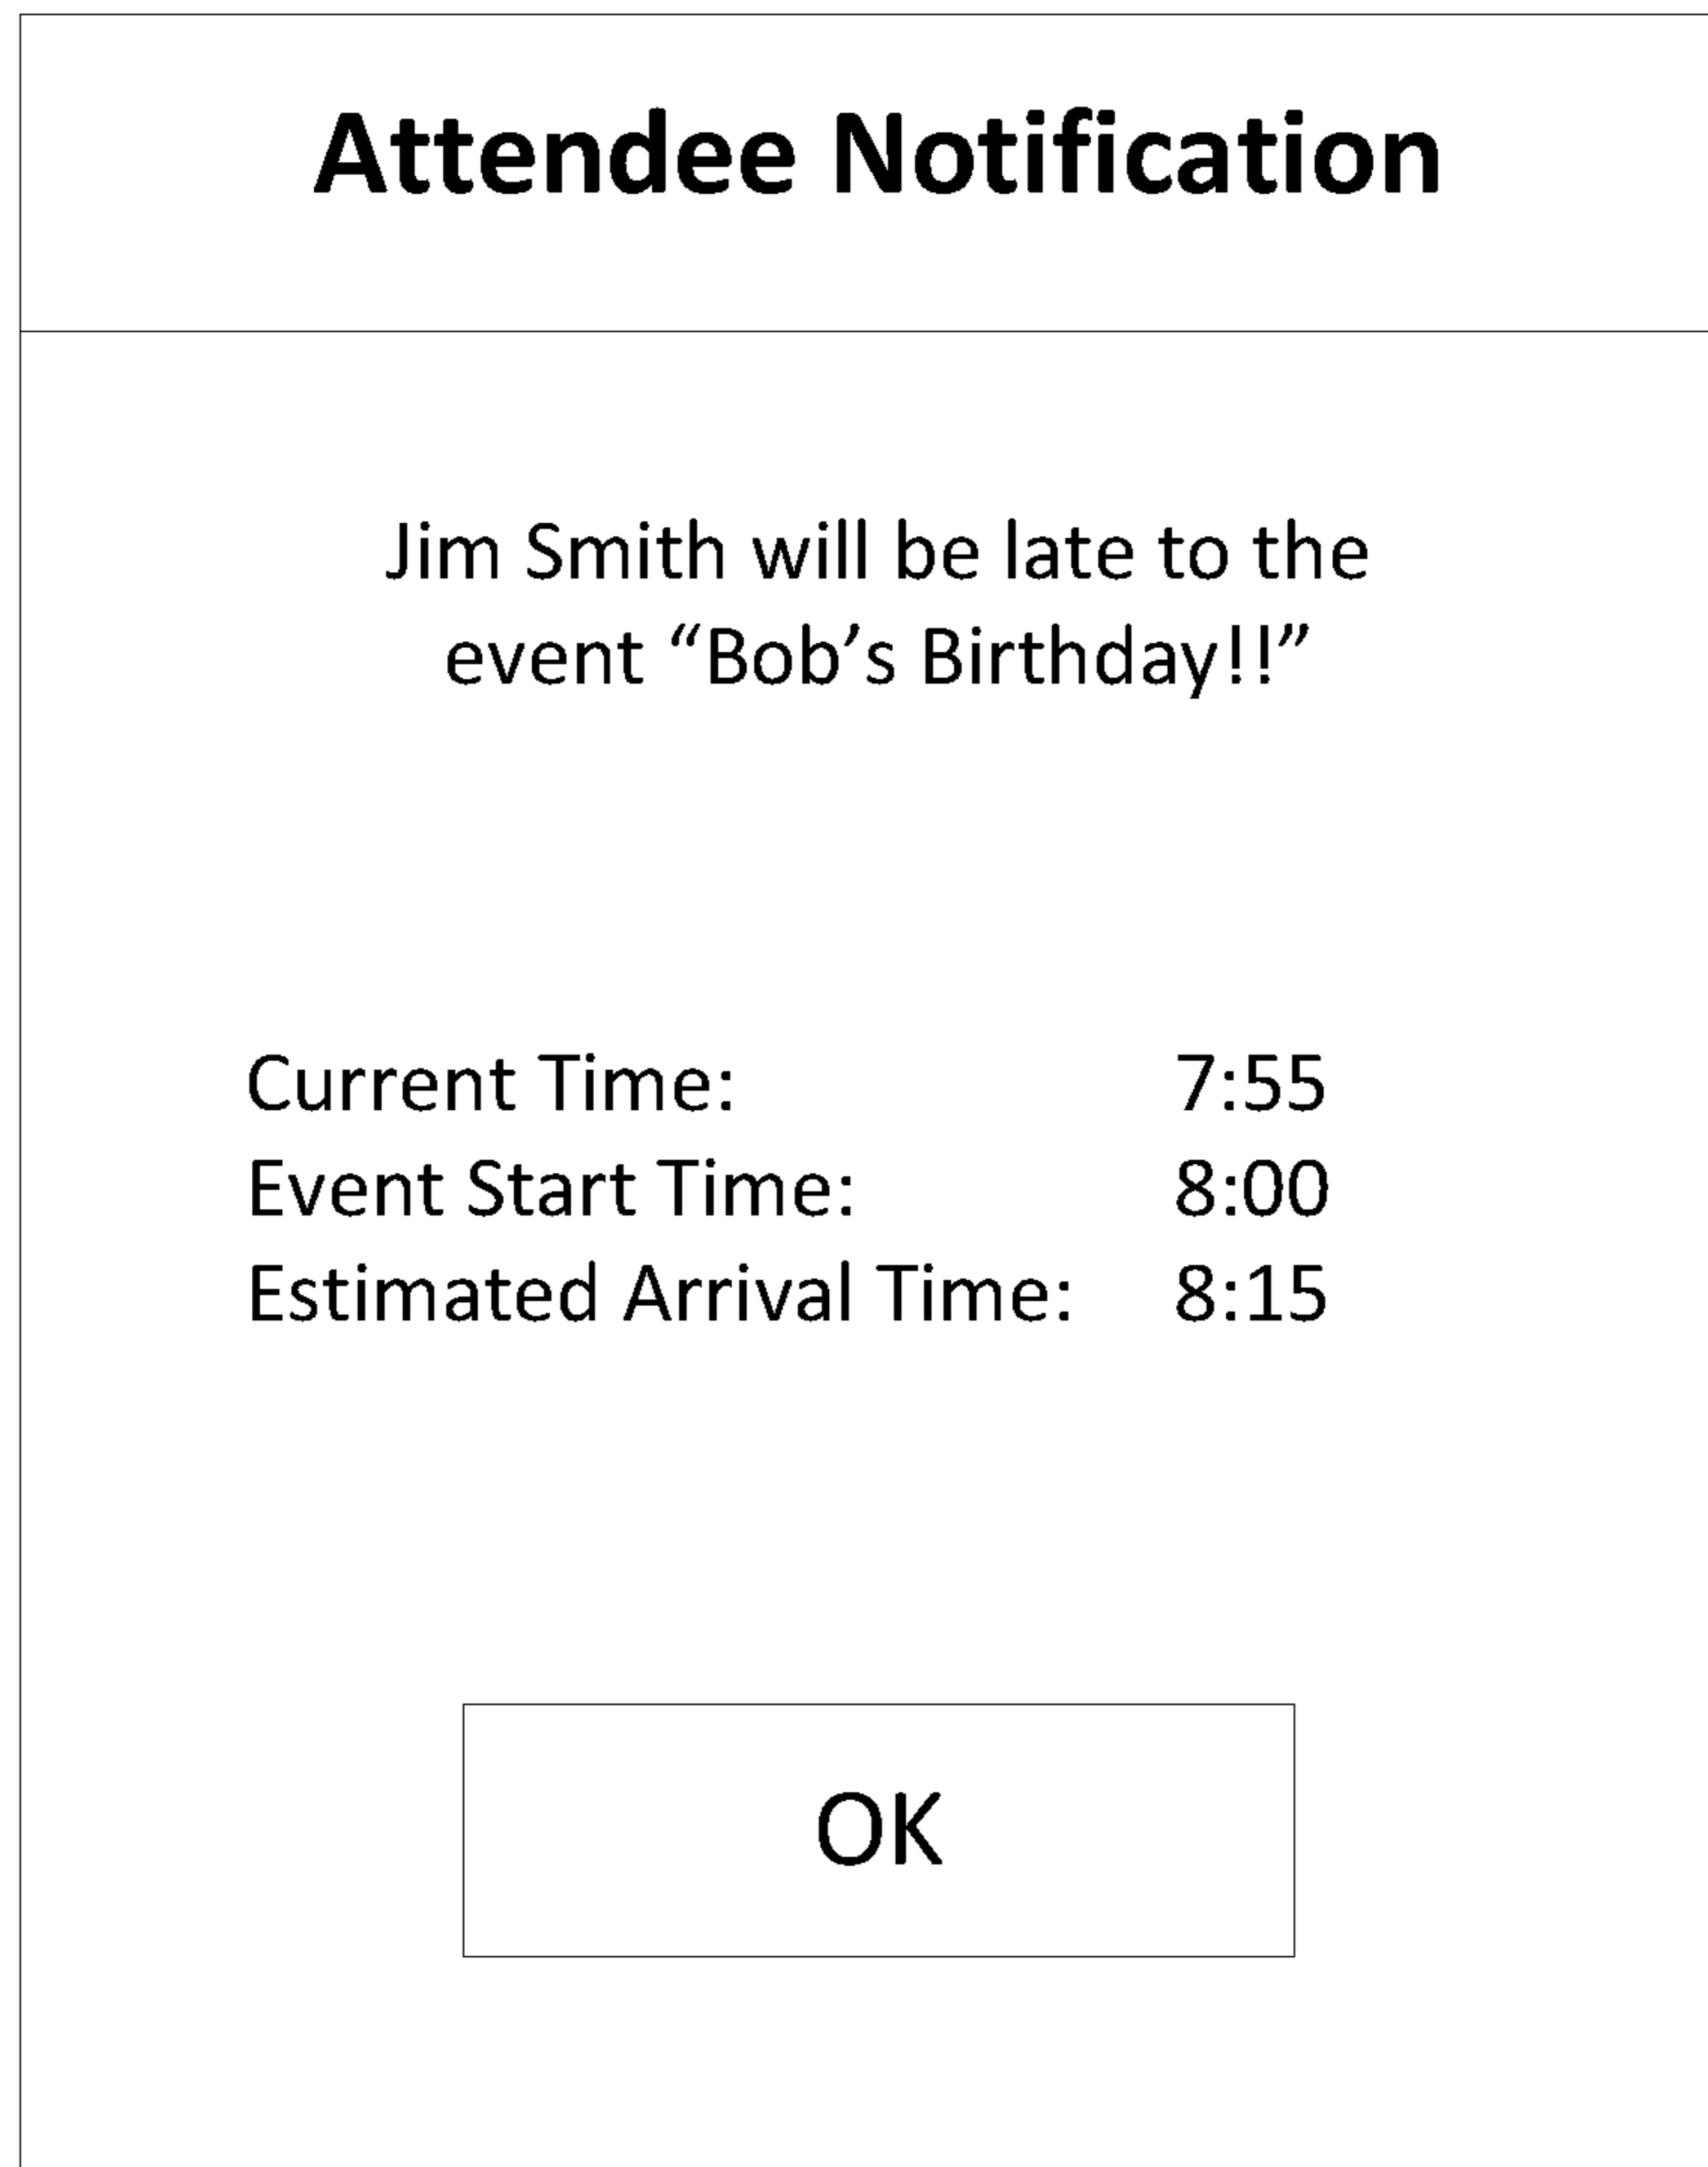 Attendee Notification
Jim Smith will be late to the
event “Bob’s Birthday!!”
Current Time: 7:55
Event Start Time: 8:00
Estimated Arrival Time: 8:15
OK